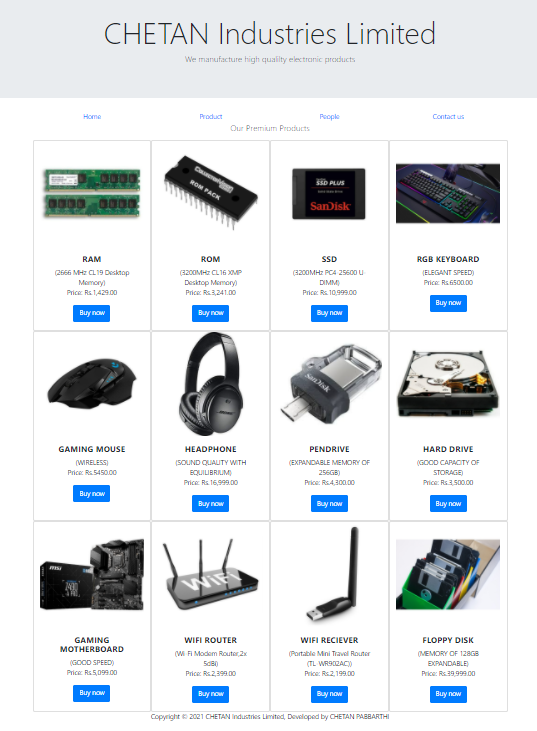 CHETAN Industries Limited
We manufacture high quality electronic products
Home Product People Contact us
Our Premium Products
ROM PACK
SSD PLUS
SanDisk
RAM
(2666 MHz CL19 Desktop
Memory)
Price: Rs.1,429.00
Buy now
ROM
(3200MHz CL16 XMP
Desktop Memory)
Price: Rs.3,241.00
Buy now
SSD
(3200MHz PC4-25600 U-
DIMM)
Price: Rs.10,999.00
Buy now
RGB KEYBOARD
(ELEGANT SPEED)
Price: Rs.6500.00
Buy now
SanDisk
GAMING MOUSE
(WIRELESS)
Price: Rs.5450.00
Buy now
HEADPHONE
(SOUND QUALITY WITH
EQUILIBRIUM)
Price: Rs.16,999.00
Buy now
PENDRIVE
(EXPANDABLE MEMORY OF
256GB)
Price: Rs.4,300.00
Buy now
HARD DRIVE
(GOOD CAPACITY OF
STORAGE)
Price: Rs.3,500.00
Buy now
msi
WiFi
GAMING
MOTHERBOARD
(GOOD SPEED)
Price: Rs.5,099.00
Buy now
WIFI ROUTER
(Wi-Fi Modem Router,2x
5dBi)
Price: Rs.2,399.00
Buy now
WIFI RECIEVER
(Portable Mini Travel Router
(TL-WR902AC))
Price: Rs.2,199.00
Buy now
FLOPPY DISK
(MEMORY OF 128GB
EXPANDABLE)
Price: Rs.39,999.00
Buy now
Copyright © 2021 CHETAN Industries Limited, Developed by CHETAN PABBARTHI